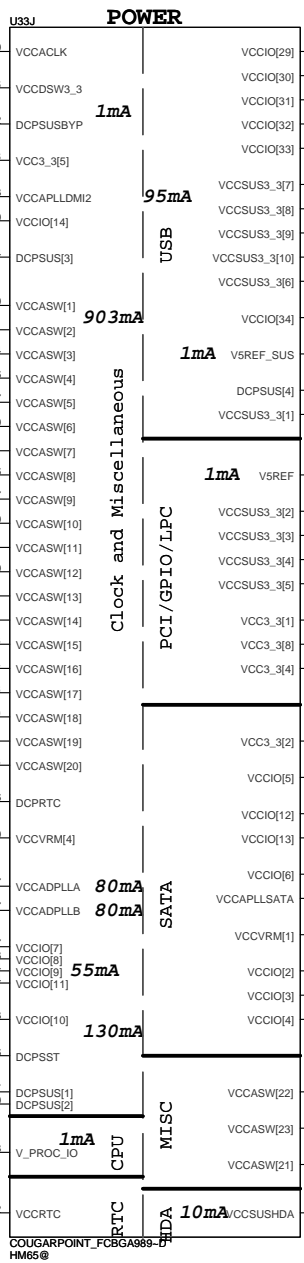 POWER
U33J
VCCACLK
VCCDSW3_3
1mA
DCPSUSBYP
VCC3_3[5]
VCCAPLLDMI2
95mA
VCCIO[14]
DCPSUS[3]
VCCASW[1]
903mA
VCCASW[2]
VCCASW[3]
VCCASW[4]
VCCASW[5]
VCCASW[6]
VCCASW[7]
VCCASW[8]
VCCASW[9]
VCCASW[10]
VCCASW[11]
VCCASW[12]
VCCASW[13]
VCCASW[14]
VCCASW[15]
VCCASW[16]
VCCASW[17]
VCCASW[18]
VCCASW[19]
VCCASW[20]
DCPRTC
VCCVRM[4]
VCCADPLLA 80mA
VCCADPLLB 80mA
VCCIO[7]
VCCIO[8]
VCCIO[9] 55mA
VCCIO[11]
VCCIO[10]
130mA
DCPSST
DCPSUS[1]
DCPSUS[2]
1mA
V_PROC_IO
VCCRTC
Clock and Miscellaneous
CPU
RTC
USB
PCI/GPIO/LPC
SATA
MISC
HDA
VCCIO[29]
VCCIO[30]
VCCIO[31]
VCCIO[32]
VCCIO[33]
VCCSUS3_3[7]
VCCSUS3_3[8]
VCCSUS3_3[9]
VCCSUS3_3[10]
VCCSUS3_3[6]
VCCIO[34]
1mA V5REF_SUS
DCPSUS[4]
VCCSUS3_3[1]
1mA V5REF
VCCSUS3_3[2]
VCCSUS3_3[3]
VCCSUS3_3[4]
VCCSUS3_3[5]
VCC3_3[1]
VCC3_3[8]
VCC3_3[4]
VCC3_3[2]
VCCIO[5]
VCCIO[12]
VCCIO[13]
VCCIO[6]
VCCAPLLSATA
VCCVRM[1]
VCCIO[2]
VCCIO[3]
VCCIO[4]
VCCASW[22]
VCCASW[23]
VCCASW[21]
10mA VCCSUSHDA
COUGARPOINT_FCBGA989~D
HM65@